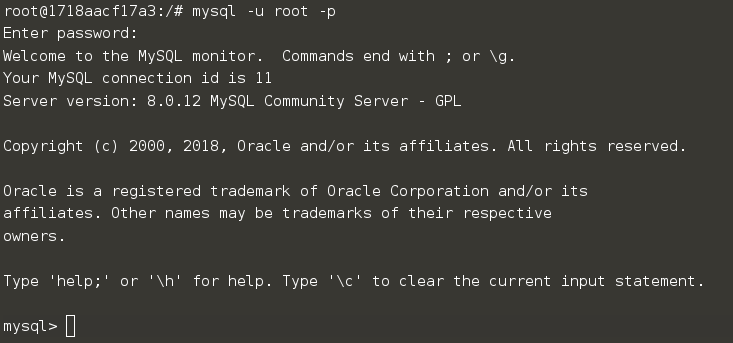 root@1718aacf17a3:/# mysql -u root -p
Enter password:
Welcome to the MySQL monitor.  Commands end with ; or \g.
Your MySQL connection id is 11
Server version: 8.0.12 MySQL Community Server - GPL

Copyright (c) 2000, 2018, Oracle and/or its affiliates. All rights reserved.

Oracle is a registered trademark of Oracle Corporation and/or its
affiliates. Other names may be trademarks of their respective
owners.

Type 'help;' or '\h' for help. Type '\c' to clear the current input statement.

mysql>